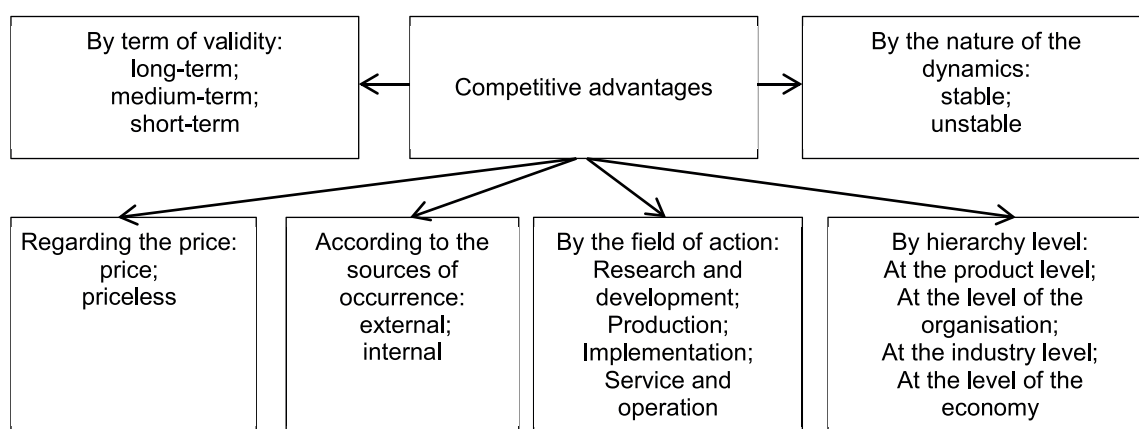 By term of validity:
long-term;
medium-term;
short-term
Competitive advantages
By the nature of the
dynamics:
stable;
unstable
Regarding the price:
price;
priceless
According to the
sources of
occurrence:
external;
internal
By the field of action:
Research and
development;
Production;
Implementation;
Service and
operation
By hierarchy level:
At the product level;
At the level of the
organisation;
At the industry level;
At the level of the
economy